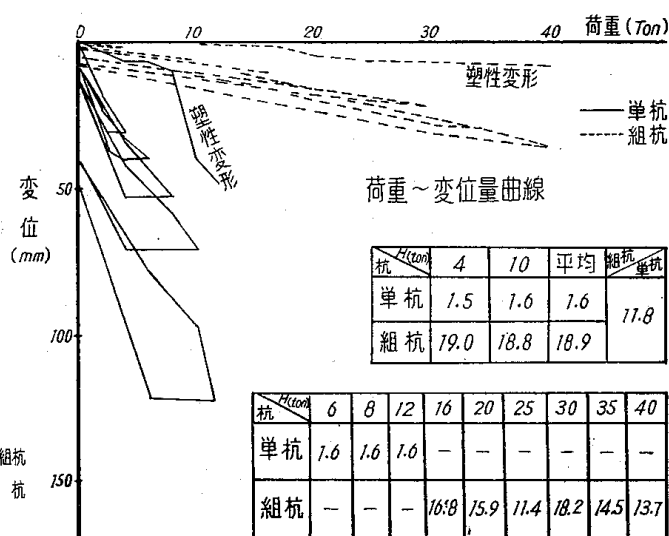 荷重(Ton)
0 10 20 30 40
塑性変形
塑性変形
単杭
組杭
変位
(mm)
50
100
150
荷重～変位量曲線
杭 H(ton) 4 10 平均 組杭/単杭
単杭 1.5 1.6 1.6 11.8
組杭 19.0 18.8 18.9
杭 H(ton) 6 8 12 16 20 25 30 35 40
単杭 1.6 1.6 1.6 - - - - - -
組杭 - - - 16.8 15.9 11.4 18.2 14.5 13.7
組杭
杭